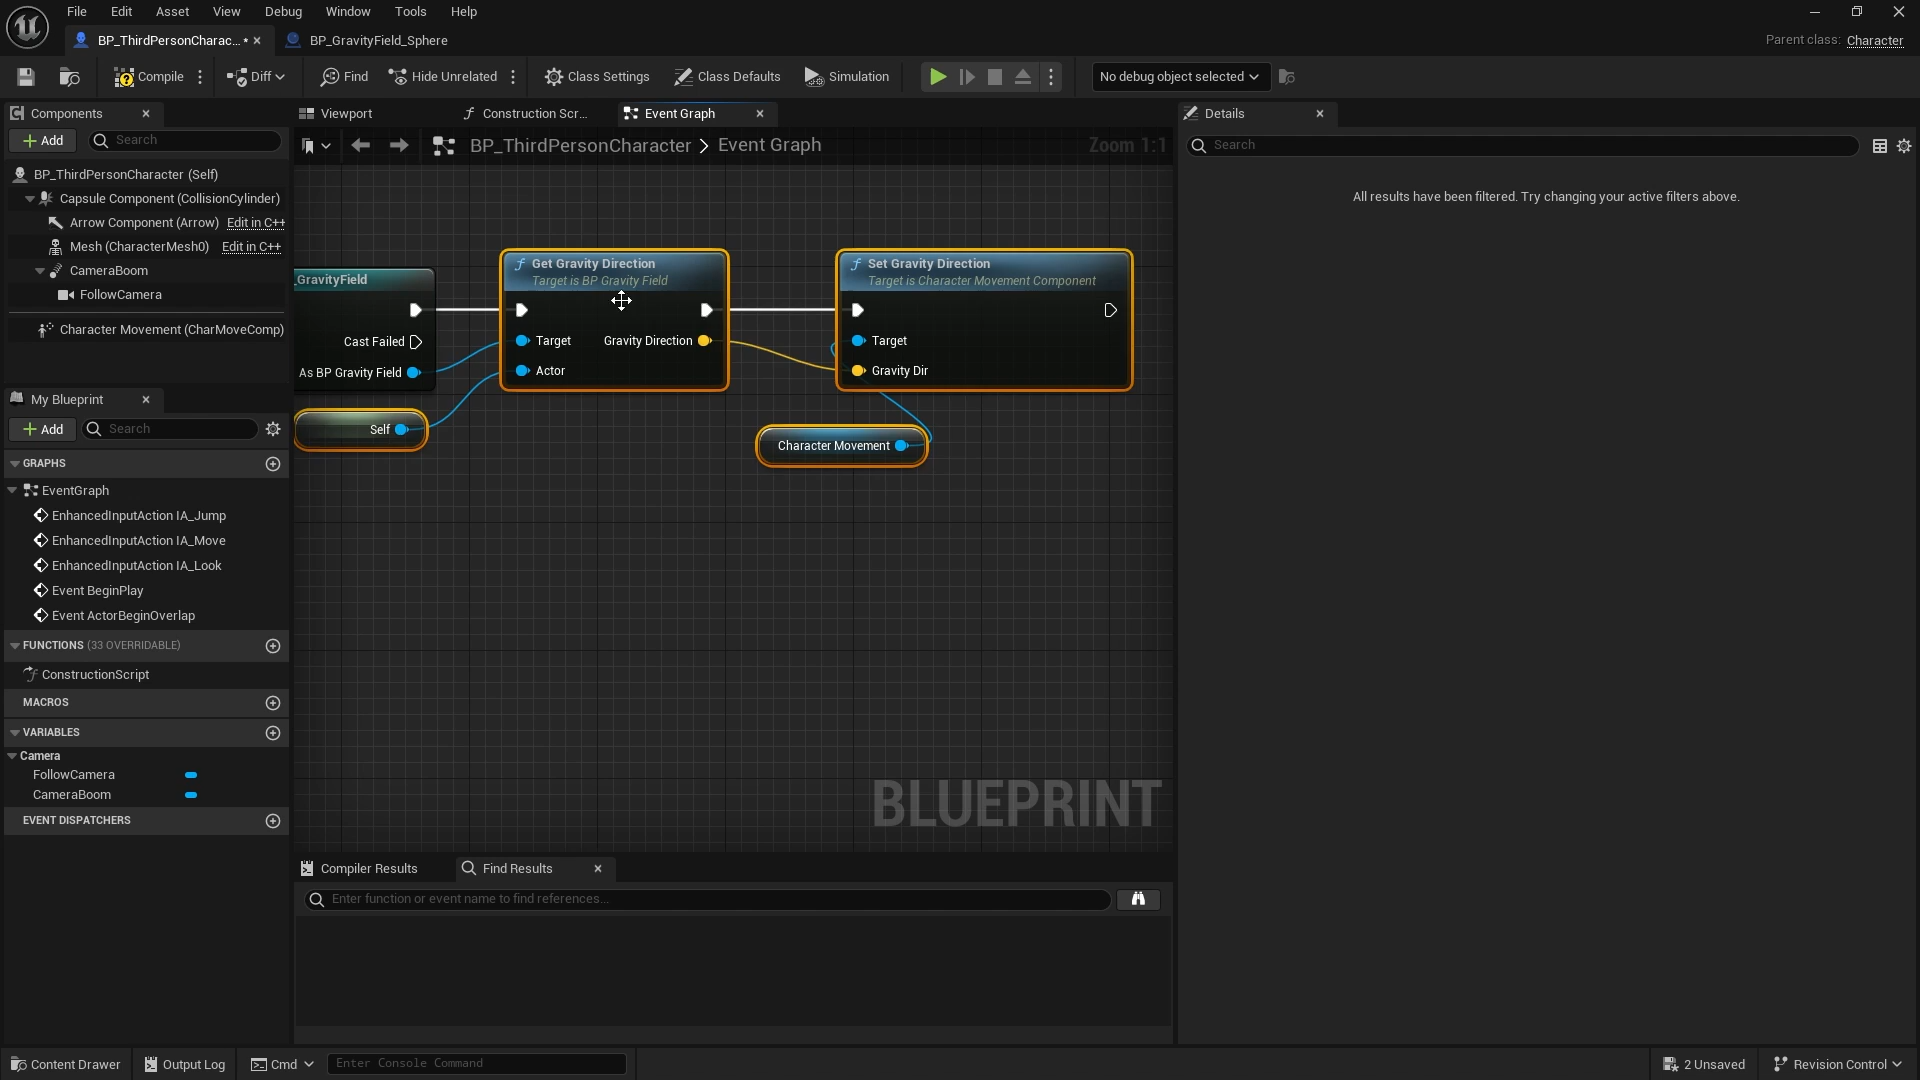 File Edit Asset View Debug Window Tools Help
BP_ThirdPersonCharac... * BP_GravityField_Sphere Parent class: Character
Compile Diff Find Hide Unrelated Class Settings Class Defaults Simulation No debug object selected
Components Viewport Construction Scr... Event Graph Details
Add Search BP_ThirdPersonCharacter > Event Graph Zoom 1:1 Search
BP_ThirdPersonCharacter (Self)
Capsule Component (CollisionCylinder)
Arrow Component (Arrow) Edit in C++
Mesh (CharacterMesh0) Edit in C++
CameraBoom
FollowCamera
Character Movement (CharMoveComp)
All results have been filtered. Try changing your active filters above.
_GravityField
Cast Failed
As BP Gravity Field
Get Gravity Direction
Target is BP Gravity Field
Target Gravity Direction
Actor
Set Gravity Direction
Target is Character Movement Component
Target
Gravity Dir
Self
Character Movement
My Blueprint
Add Search
GRAPHS
EventGraph
EnhancedInputAction IA_Jump
EnhancedInputAction IA_Move
EnhancedInputAction IA_Look
Event BeginPlay
Event ActorBeginOverlap
FUNCTIONS (33 OVERRIDABLE)
ConstructionScript
MACROS
VARIABLES
Camera
FollowCamera
CameraBoom
EVENT DISPATCHERS
BLUEPRINT
Compiler Results Find Results
Enter function or event name to find references...
Content Drawer Output Log Cmd Enter Console Command 2 Unsaved Revision Control